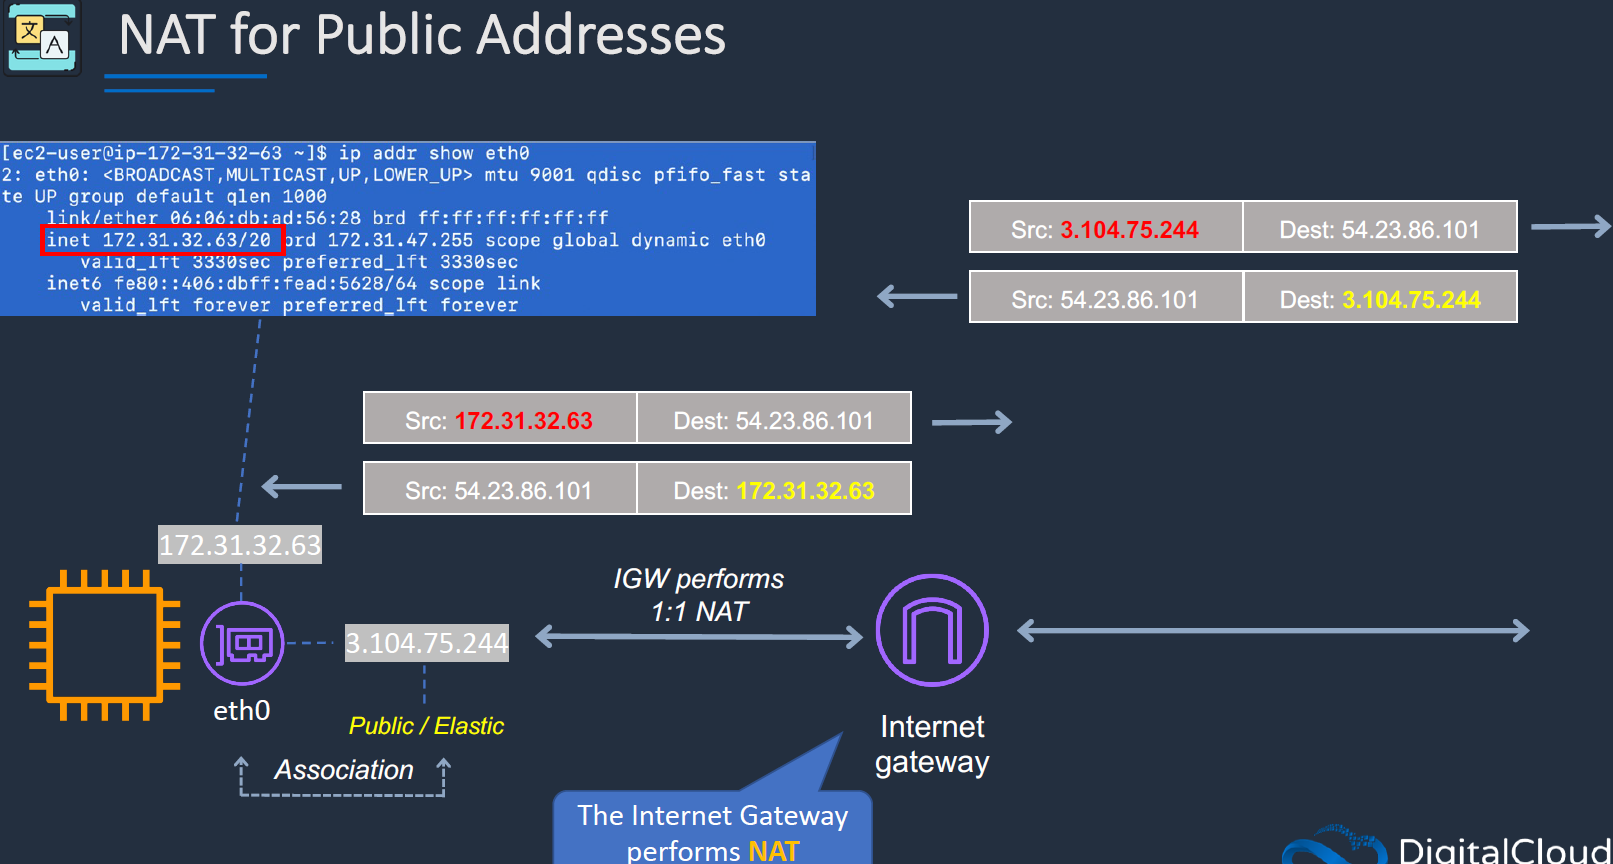 文
A
NAT for Public Addresses
[ec2-user@ip-172-31-32-63 ~]$ ip addr show eth0
2: eth0: <BROADCAST,MULTICAST,UP,LOWER_UP> mtu 9001 qdisc pfifo_fast sta
te UP group default qlen 1000
link/ether 06:06:db:ad:56:28 brd ff:ff:ff:ff:ff:ff
inet 172.31.32.63/20 brd 172.31.47.255 scope global dynamic eth0
valid_lft 3330sec preferred_lft 3330sec
inet6 fe80::406:dbff:fead:5628/64 scope link
valid_lft forever preferred_lft forever
Src: 3.104.75.244 Dest: 54.23.86.101
Src: 54.23.86.101 Dest: 3.104.75.244
Src: 172.31.32.63 Dest: 54.23.86.101
Src: 54.23.86.101 Dest: 172.31.32.63
172.31.32.63
IGW performs
1:1 NAT
3.104.75.244
eth0
Public / Elastic
Association
Internet
gateway
The Internet Gateway
performs NAT
DigitalCloud